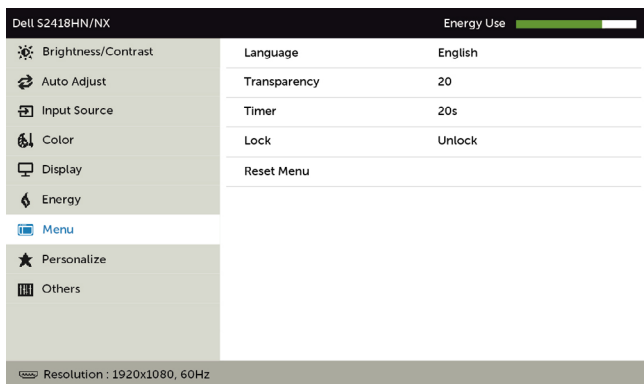 Dell S2418HN/NX
Energy Use
Brightness/Contrast
Auto Adjust
Input Source
Color
Display
Energy
Menu
Personalize
Others
Language English
Transparency 20
Timer 20s
Lock Unlock
Reset Menu
Resolution : 1920x1080, 60Hz